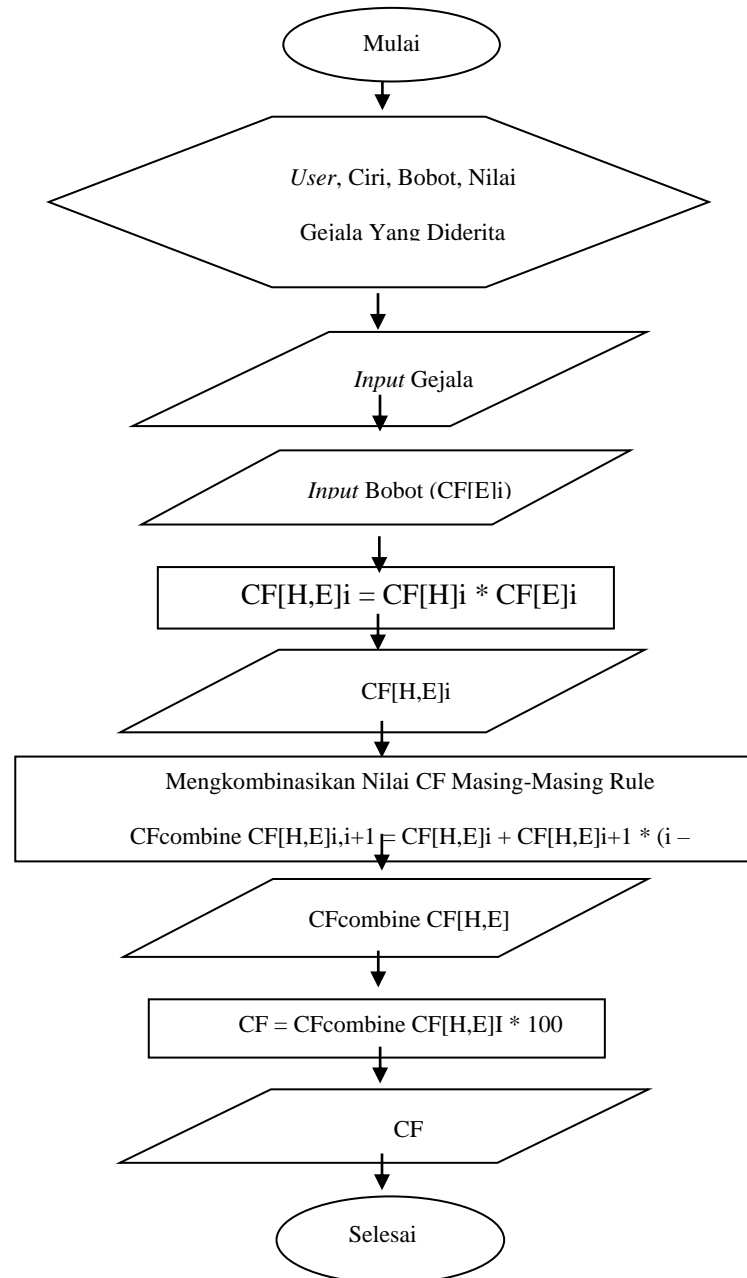 Mulai
User, Ciri, Bobot, Nilai
Gejala Yang Diderita
Input Gejala
Input Bobot (CF[E]i)
CF[H,E]i = CF[H]i * CF[E]i
CF[H,E]i
Mengkombinasikan Nilai CF Masing-Masing Rule
CFcombine CF[H,E]i,i+1 = CF[H,E]i + CF[H,E]i+1 * (i –
CFcombine CF[H,E]
CF = CFcombine CF[H,E]I * 100
CF
Selesai